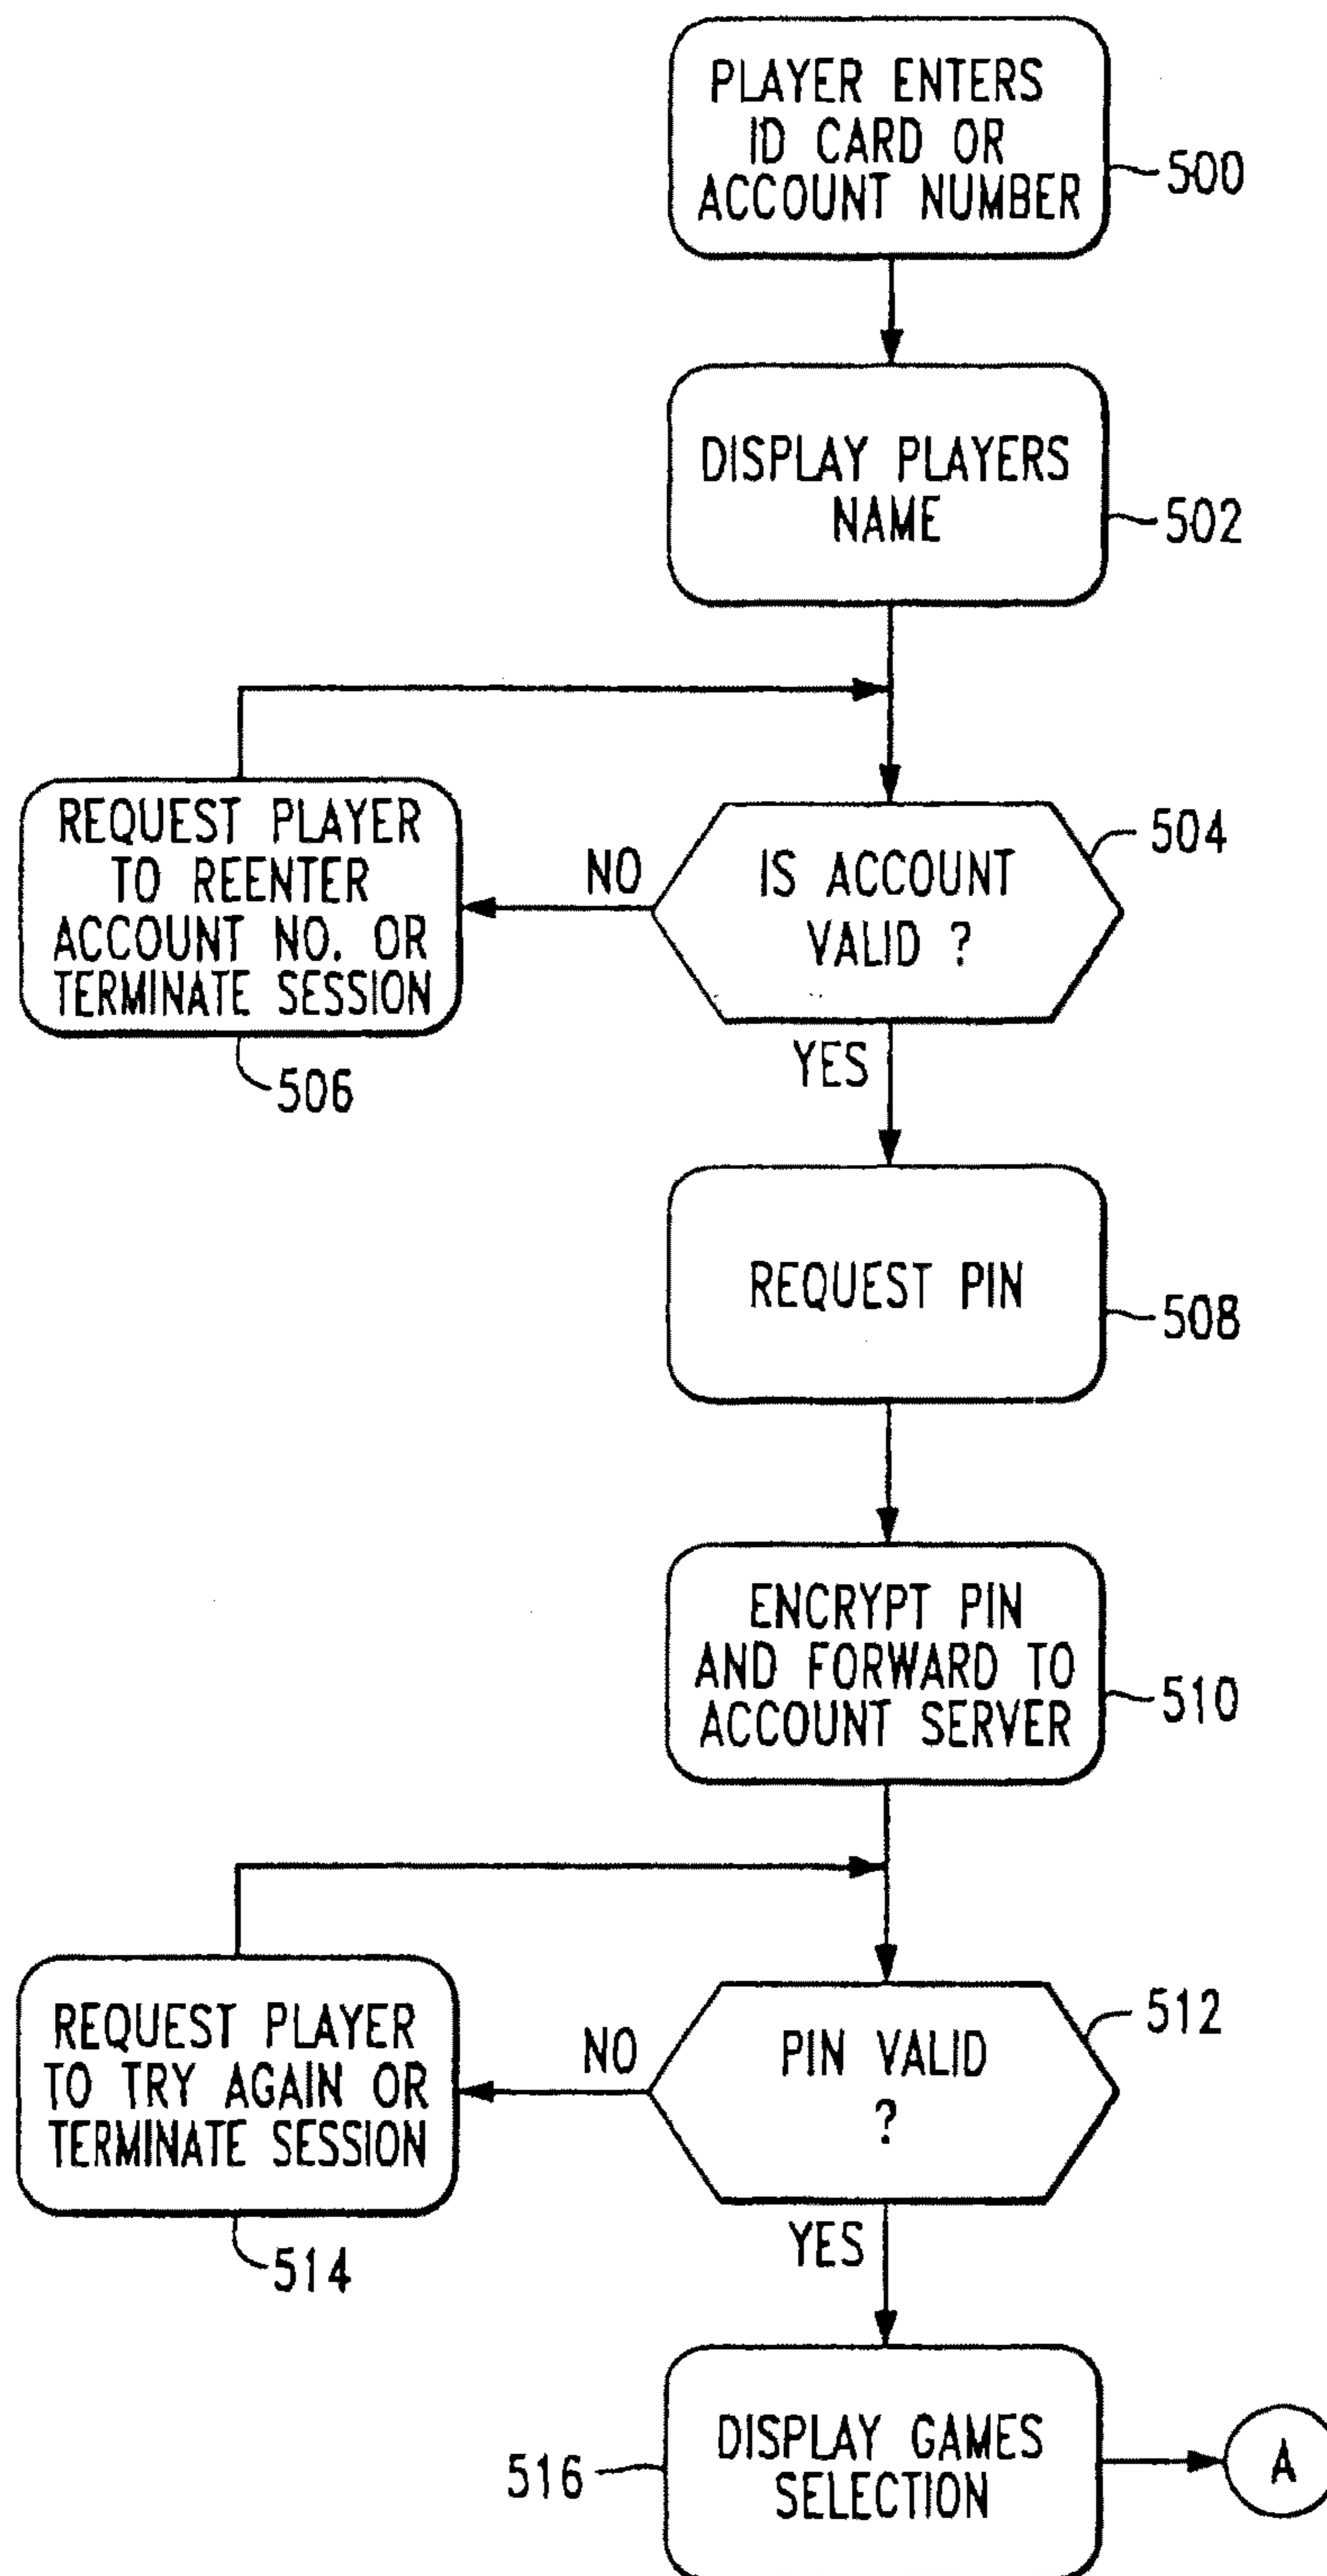 PLAYER ENTERS
ID CARD OR
ACCOUNT NUMBER
500
DISPLAY PLAYERS
NAME
502
REQUEST PLAYER
TO REENTER
ACCOUNT NO. OR
TERMINATE SESSION
506
NO
IS ACCOUNT
VALID ?
504
YES
REQUEST PIN
508
ENCRYPT PIN
AND FORWARD TO
ACCOUNT SERVER
510
REQUEST PLAYER
TO TRY AGAIN OR
TERMINATE SESSION
514
NO
PIN VALID
?
512
YES
516
DISPLAY GAMES
SELECTION
A